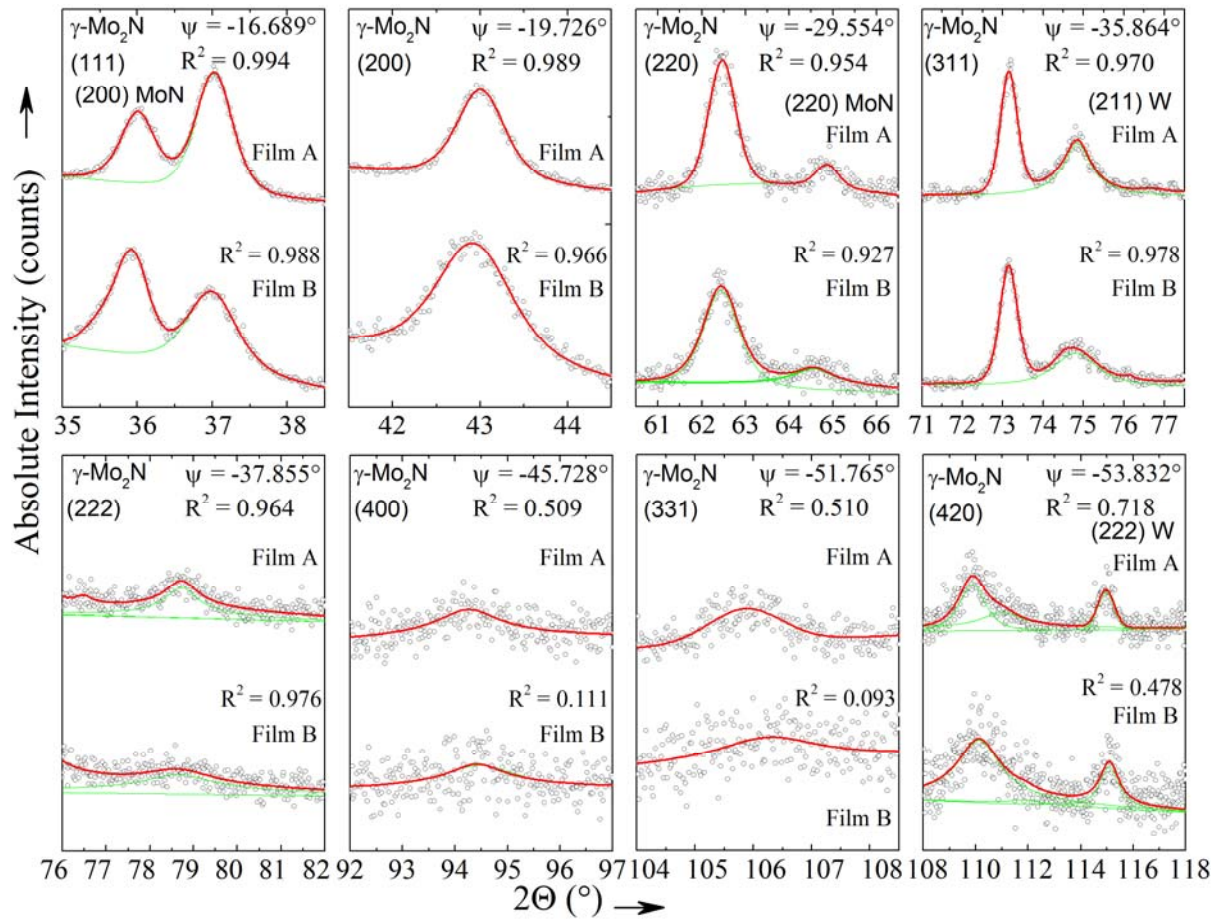 γ-Mo₂N ψ = -16.689°
(111) R² = 0.994
(200) MoN
Film A
R² = 0.988
Film B
35 36 37 38
γ-Mo₂N ψ = -19.726°
(200) R² = 0.989
Film A
R² = 0.966
Film B
42 43 44
γ-Mo₂N ψ = -29.554°
(220) R² = 0.954
(220) MoN
Film A
R² = 0.927
Film B
61 62 63 64 65 66
γ-Mo₂N ψ = -35.864°
(311) R² = 0.970
(211) W
Film A
R² = 0.978
Film B
71 72 73 74 75 76 77
Absolute Intensity (counts)
γ-Mo₂N ψ = -37.855°
(222) R² = 0.964
Film A
R² = 0.976
Film B
76 77 78 79 80 81 82
γ-Mo₂N ψ = -45.728°
(400) R² = 0.509
Film A
R² = 0.111
Film B
92 93 94 95 96 97
γ-Mo₂N ψ = -51.765°
(331) R² = 0.510
Film A
R² = 0.093
Film B
104 105 106 107 108
γ-Mo₂N ψ = -53.832°
(420) R² = 0.718
(222) W
Film A
R² = 0.478
Film B
108 110 112 114 116 118
2Θ (°)